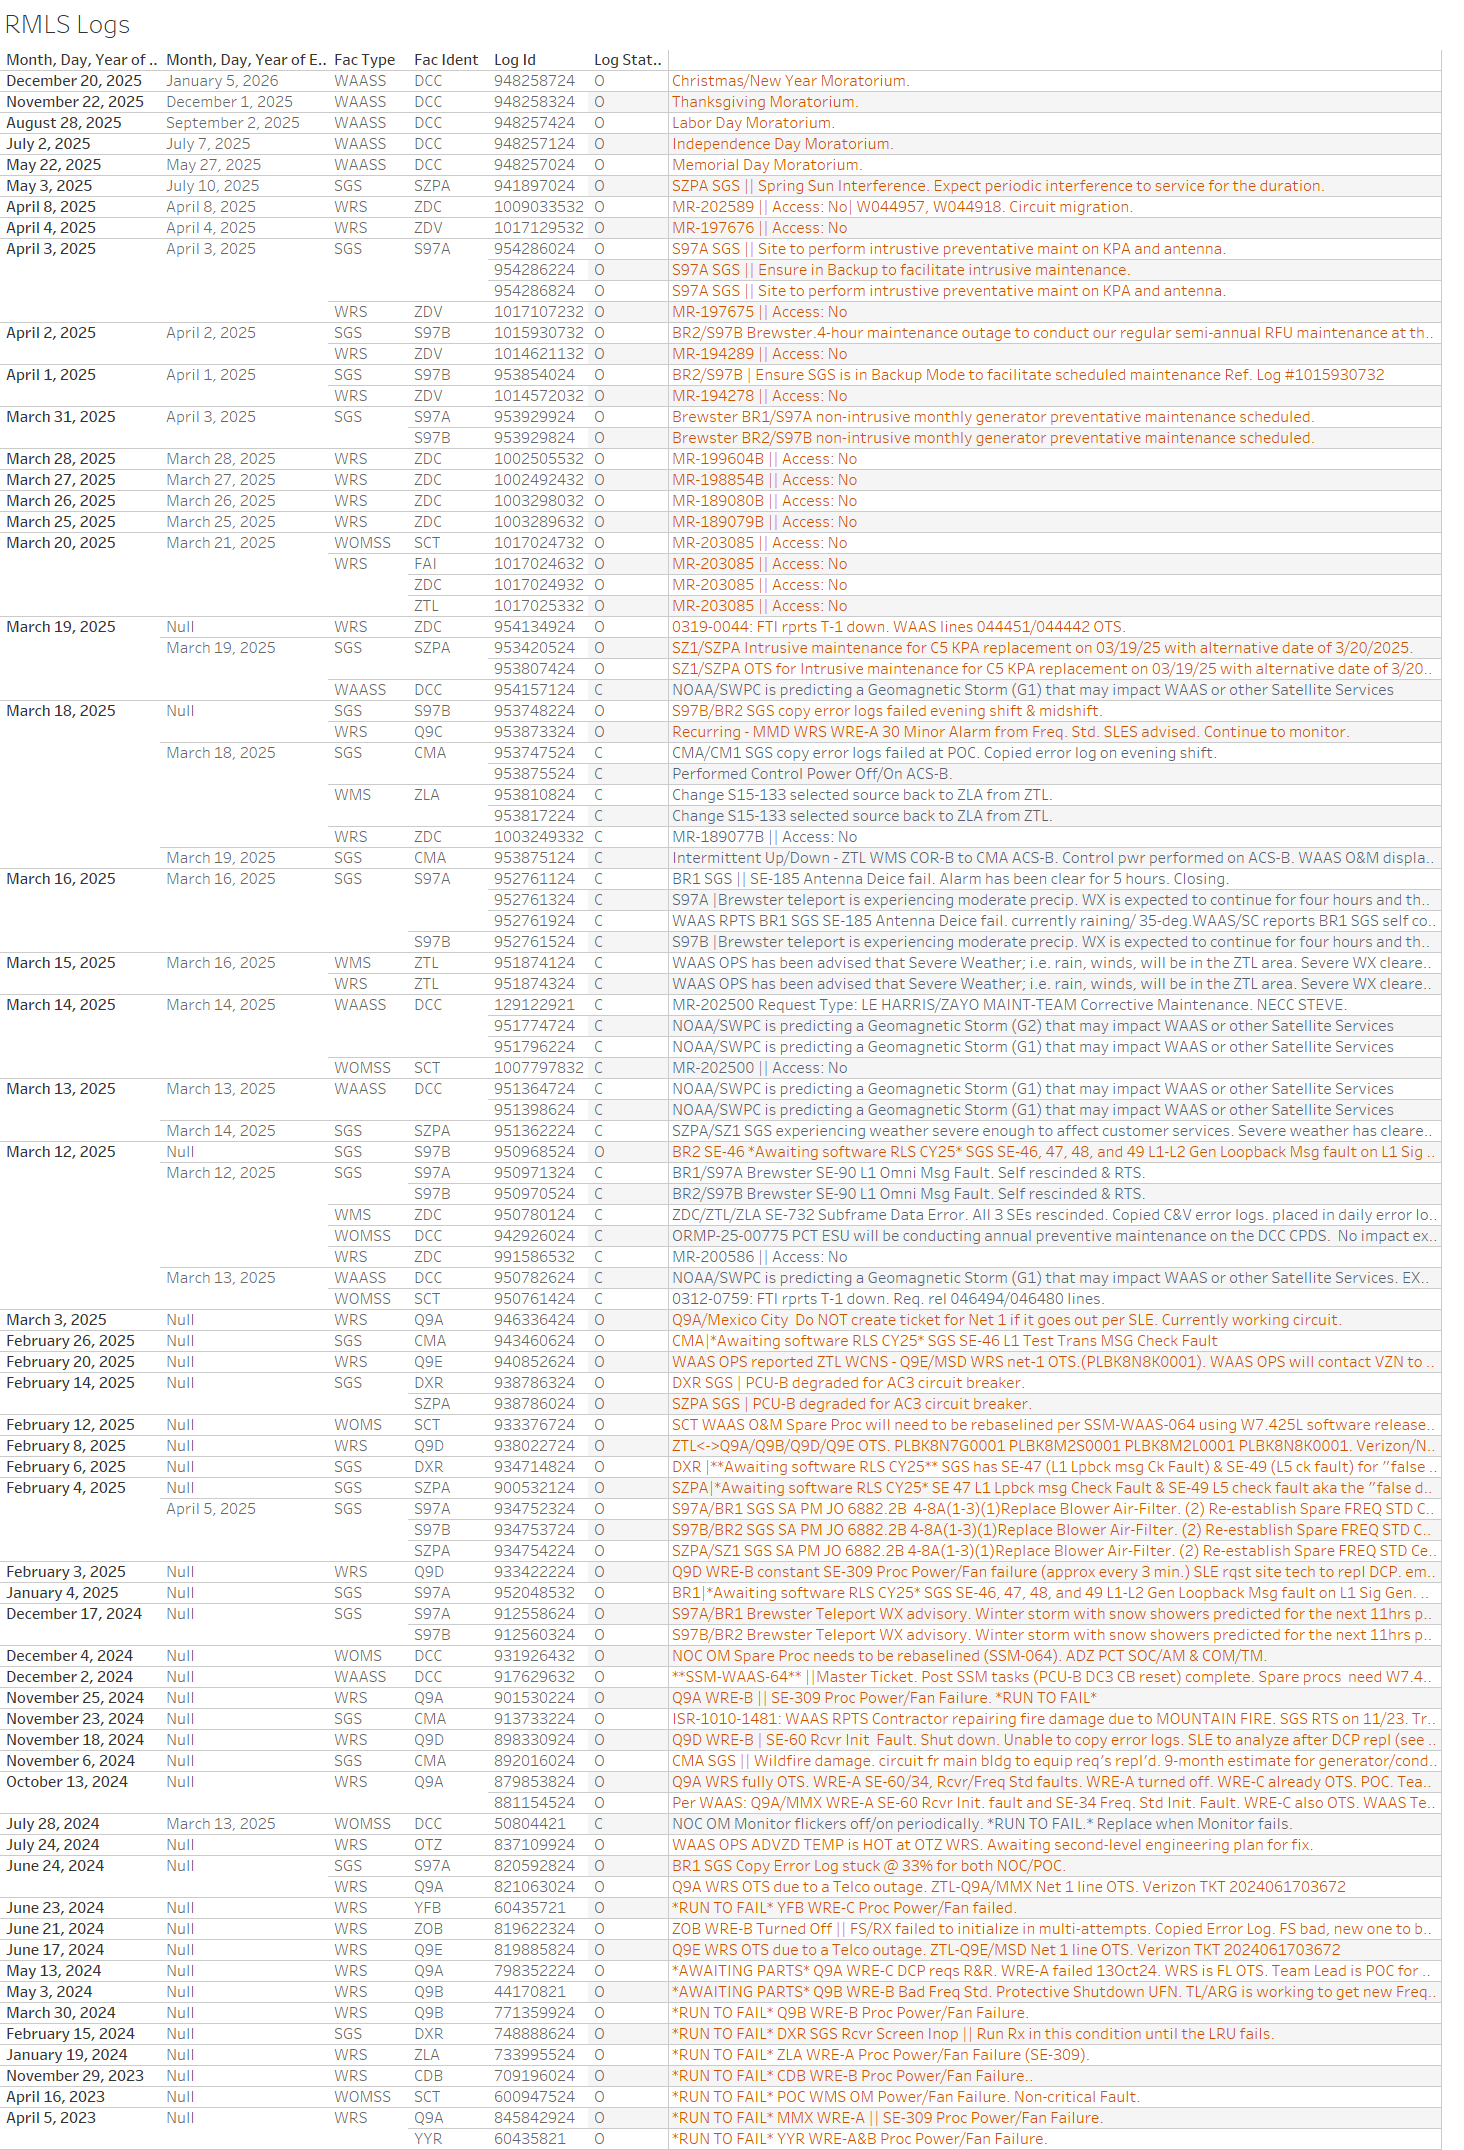 RMLS Logs
Month, Day, Year of .. Month, Day, Year of E.. Fac Type Fac Ident Log Id Log Stat..
December 20, 2025 January 5, 2026 WAASS DCC 948258724 O Christmas/New Year Moratorium.
November 22, 2025 December 1, 2025 WAASS DCC 948258324 O Thanksgiving Moratorium.
August 28, 2025 September 2, 2025 WAASS DCC 948257424 O Labor Day Moratorium.
July 2, 2025 July 7, 2025 WAASS DCC 948257124 O Independence Day Moratorium.
May 22, 2025 May 27, 2025 WAASS DCC 948257024 O Memorial Day Moratorium.
May 3, 2025 July 10, 2025 SGS SZPA 941897024 O SZPA SGS || Spring Sun Interference. Expect periodic interference to service for the duration.
April 8, 2025 April 8, 2025 WRS ZDC 1009033532 O MR-202589 || Access: No| W044957, W044918. Circuit migration.
April 4, 2025 April 4, 2025 WRS ZDV 1017129532 O MR-197676 || Access: No
April 3, 2025 April 3, 2025 SGS S97A 954286024 O S97A SGS || Site to perform intrustive preventative maint on KPA and antenna.
954286224 O S97A SGS || Ensure in Backup to facilitate intrusive maintenance.
954286824 O S97A SGS || Site to perform intrustive preventative maint on KPA and antenna.
WRS ZDV 1017107232 O MR-197675 || Access: No
April 2, 2025 April 2, 2025 SGS S97B 1015930732 O BR2/S97B Brewster.4-hour maintenance outage to conduct our regular semi-annual RFU maintenance at th..
WRS ZDV 1014621132 O MR-194289 || Access: No
April 1, 2025 April 1, 2025 SGS S97B 953854024 O BR2/S97B | Ensure SGS is in Backup Mode to facilitate scheduled maintenance Ref. Log #1015930732
WRS ZDV 1014572032 O MR-194278 || Access: No
March 31, 2025 April 3, 2025 SGS S97A 953929924 O Brewster BR1/S97A non-intrusive monthly generator preventative maintenance scheduled.
S97B 953929824 O Brewster BR2/S97B non-intrusive monthly generator preventative maintenance scheduled.
March 28, 2025 March 28, 2025 WRS ZDC 1002505532 O MR-199604B || Access: No
March 27, 2025 March 27, 2025 WRS ZDC 1002492432 O MR-198854B || Access: No
March 26, 2025 March 26, 2025 WRS ZDC 1003298032 O MR-189080B || Access: No
March 25, 2025 March 25, 2025 WRS ZDC 1003289632 O MR-189079B || Access: No
March 20, 2025 March 21, 2025 WOMSS SCT 1017024732 O MR-203085 || Access: No
WRS FAI 1017024632 O MR-203085 || Access: No
ZDC 1017024932 O MR-203085 || Access: No
ZTL 1017025332 O MR-203085 || Access: No
March 19, 2025 Null WRS ZDC 954134924 O 0319-0044: FTI rprts T-1 down. WAAS lines 044451/044442 OTS.
March 19, 2025 SGS SZPA 953420524 O SZ1/SZPA Intrusive maintenance for C5 KPA replacement on 03/19/25 with alternative date of 3/20/2025.
953807424 O SZ1/SZPA OTS for Intrusive maintenance for C5 KPA replacement on 03/19/25 with alternative date of 3/20..
WAASS DCC 954157124 C NOAA/SWPC is predicting a Geomagnetic Storm (G1) that may impact WAAS or other Satellite Services
March 18, 2025 Null SGS S97B 953748224 O S97B/BR2 SGS copy error logs failed evening shift & midshift.
WRS Q9C 953873324 O Recurring - MMD WRS WRE-A 30 Minor Alarm from Freq. Std. SLES advised. Continue to monitor.
March 18, 2025 SGS CMA 953747524 C CMA/CM1 SGS copy error logs failed at POC. Copied error log on evening shift.
953875524 C Performed Control Power Off/On ACS-B.
WMS ZLA 953810824 C Change S15-133 selected source back to ZLA from ZTL.
953817224 C Change S15-133 selected source back to ZLA from ZTL.
WRS ZDC 1003249332 C MR-189077B || Access: No
March 19, 2025 SGS CMA 953875124 C Intermittent Up/Down - ZTL WMS COR-B to CMA ACS-B. Control pwr performed on ACS-B. WAAS O&M displa..
March 16, 2025 March 16, 2025 SGS S97A 952761124 C BR1 SGS || SE-185 Antenna Deice fail. Alarm has been clear for 5 hours. Closing.
952761324 C S97A |Brewster teleport is experiencing moderate precip. WX is expected to continue for four hours and th..
952761924 C WAAS RPTS BR1 SGS SE-185 Antenna Deice fail. currently raining/ 35-deg.WAAS/SC reports BR1 SGS self co..
S97B 952761524 C S97B |Brewster teleport is experiencing moderate precip. WX is expected to continue for four hours and th..
March 15, 2025 March 16, 2025 WMS ZTL 951874124 C WAAS OPS has been advised that Severe Weather; i.e. rain, winds, will be in the ZTL area. Severe WX cleare..
WRS ZTL 951874324 C WAAS OPS has been advised that Severe Weather; i.e. rain, winds, will be in the ZTL area. Severe WX cleare..
March 14, 2025 March 14, 2025 WAASS DCC 129122921 C MR-202500 Request Type: LE HARRIS/ZAYO MAINT-TEAM Corrective Maintenance. NECC STEVE.
951774724 C NOAA/SWPC is predicting a Geomagnetic Storm (G2) that may impact WAAS or other Satellite Services
951796224 C NOAA/SWPC is predicting a Geomagnetic Storm (G1) that may impact WAAS or other Satellite Services
WOMSS SCT 1007797832 C MR-202500 || Access: No
March 13, 2025 March 13, 2025 WAASS DCC 951364724 C NOAA/SWPC is predicting a Geomagnetic Storm (G1) that may impact WAAS or other Satellite Services
951398624 C NOAA/SWPC is predicting a Geomagnetic Storm (G1) that may impact WAAS or other Satellite Services
March 14, 2025 SGS SZPA 951362224 C SZPA/SZ1 SGS experiencing weather severe enough to affect customer services. Severe weather has cleare..
March 12, 2025 Null SGS S97B 950968524 O BR2 SE-46 *Awaiting software RLS CY25* SGS SE-46, 47, 48, and 49 L1-L2 Gen Loopback Msg fault on L1 Sig ..
March 12, 2025 SGS S97A 950971324 C BR1/S97A Brewster SE-90 L1 Omni Msg Fault. Self rescinded & RTS.
S97B 950970524 C BR2/S97B Brewster SE-90 L1 Omni Msg Fault. Self rescinded & RTS.
WMS ZDC 950780124 C ZDC/ZTL/ZLA SE-732 Subframe Data Error. All 3 SEs rescinded. Copied C&V error logs. placed in daily error lo..
WOMSS DCC 942926024 C ORMP-25-00775 PCT ESU will be conducting annual preventive maintenance on the DCC CPDS.  No impact ex..
WRS ZDC 991586532 C MR-200586 || Access: No
March 13, 2025 WAASS DCC 950782624 C NOAA/SWPC is predicting a Geomagnetic Storm (G1) that may impact WAAS or other Satellite Services. EX..
WOMSS SCT 950761424 C 0312-0759: FTI rprts T-1 down. Req. rel 046494/046480 lines.
March 3, 2025 Null WRS Q9A 946336424 O Q9A/Mexico City  Do NOT create ticket for Net 1 if it goes out per SLE. Currently working circuit.
February 26, 2025 Null SGS CMA 943460624 O CMA|*Awaiting software RLS CY25* SGS SE-46 L1 Test Trans MSG Check Fault
February 20, 2025 Null WRS Q9E 940852624 O WAAS OPS reported ZTL WCNS - Q9E/MSD WRS net-1 OTS.(PLBK8N8K0001). WAAS OPS will contact VZN to ..
February 14, 2025 Null SGS DXR 938786324 O DXR SGS | PCU-B degraded for AC3 circuit breaker.
SZPA 938786024 O SZPA SGS | PCU-B degraded for AC3 circuit breaker.
February 12, 2025 Null WOMS SCT 933376724 O SCT WAAS O&M Spare Proc will need to be rebaselined per SSM-WAAS-064 using W7.425L software release..
February 8, 2025 Null WRS Q9D 938022724 O ZTL<->Q9A/Q9B/Q9D/Q9E OTS. PLBK8N7G0001 PLBK8M2S0001 PLBK8M2L0001 PLBK8N8K0001. Verizon/N..
February 6, 2025 Null SGS DXR 934714824 O DXR |**Awaiting software RLS CY25** SGS has SE-47 (L1 Lpbck msg Ck Fault) & SE-49 (L5 ck fault) for "false ..
February 4, 2025 Null SGS SZPA 900532124 O SZPA|*Awaiting software RLS CY25* SE 47 L1 Lpbck msg Check Fault & SE-49 L5 check fault aka the "false d..
April 5, 2025 SGS S97A 934752324 O S97A/BR1 SGS SA PM JO 6882.2B  4-8A(1-3)(1)Replace Blower Air-Filter. (2) Re-establish Spare FREQ STD C..
S97B 934753724 O S97B/BR2 SGS SA PM JO 6882.2B 4-8A(1-3)(1)Replace Blower Air-Filter. (2) Re-establish Spare FREQ STD C..
SZPA 934754224 O SZPA/SZ1 SGS SA PM JO 6882.2B 4-8A(1-3)(1)Replace Blower Air-Filter. (2) Re-establish Spare FREQ STD Ce..
February 3, 2025 Null WRS Q9D 933422224 O Q9D WRE-B constant SE-309 Proc Power/Fan failure (approx every 3 min.) SLE rqst site tech to repl DCP. em..
January 4, 2025 Null SGS S97A 952048532 O BR1|*Awaiting software RLS CY25* SGS SE-46, 47, 48, and 49 L1-L2 Gen Loopback Msg fault on L1 Sig Gen. ..
December 17, 2024 Null SGS S97A 912558624 O S97A/BR1 Brewster Teleport WX advisory. Winter storm with snow showers predicted for the next 11hrs p..
S97B 912560324 O S97B/BR2 Brewster Teleport WX advisory. Winter storm with snow showers predicted for the next 11hrs p..
December 4, 2024 Null WOMS DCC 931926432 O NOC OM Spare Proc needs to be rebaselined (SSM-064). ADZ PCT SOC/AM & COM/TM.
December 2, 2024 Null WAASS DCC 917629632 O **SSM-WAAS-64** ||Master Ticket. Post SSM tasks (PCU-B DC3 CB reset) complete. Spare procs  need W7.4..
November 25, 2024 Null WRS Q9A 901530224 O Q9A WRE-B || SE-309 Proc Power/Fan Failure. *RUN TO FAIL*
November 23, 2024 Null SGS CMA 913733224 O ISR-1010-1481: WAAS RPTS Contractor repairing fire damage due to MOUNTAIN FIRE. SGS RTS on 11/23. Tr..
November 18, 2024 Null WRS Q9D 898330924 O Q9D WRE-B | SE-60 Rcvr Init  Fault. Shut down. Unable to copy error logs. SLE to analyze after DCP repl (see ..
November 6, 2024 Null SGS CMA 892016024 O CMA SGS || Wildfire damage. circuit fr main bldg to equip req's repl'd. 9-month estimate for generator/cond..
October 13, 2024 Null WRS Q9A 879853824 O Q9A WRS fully OTS. WRE-A SE-60/34, Rcvr/Freq Std faults. WRE-A turned off. WRE-C already OTS. POC. Tea..
881154524 O Per WAAS: Q9A/MMX WRE-A SE-60 Rcvr Init. fault and SE-34 Freq. Std Init. Fault. WRE-C also OTS. WAAS Te..
July 28, 2024 March 13, 2025 WOMSS DCC 50804421 C NOC OM Monitor flickers off/on periodically. *RUN TO FAIL.* Replace when Monitor fails.
July 24, 2024 Null WRS OTZ 837109924 O WAAS OPS ADVZD TEMP is HOT at OTZ WRS. Awaiting second-level engineering plan for fix.
June 24, 2024 Null SGS S97A 820592824 O BR1 SGS Copy Error Log stuck @ 33% for both NOC/POC.
WRS Q9A 821063024 O Q9A WRS OTS due to a Telco outage. ZTL-Q9A/MMX Net 1 line OTS. Verizon TKT 2024061703672
June 23, 2024 Null WRS YFB 60435721 O *RUN TO FAIL* YFB WRE-C Proc Power/Fan failed.
June 21, 2024 Null WRS ZOB 819622324 O ZOB WRE-B Turned Off || FS/RX failed to initialize in multi-attempts. Copied Error Log. FS bad, new one to b..
June 17, 2024 Null WRS Q9E 819885824 O Q9E WRS OTS due to a Telco outage. ZTL-Q9E/MSD Net 1 line OTS. Verizon TKT 2024061703672
May 13, 2024 Null WRS Q9A 798352224 O *AWAITING PARTS* Q9A WRE-C DCP reqs R&R. WRE-A failed 13Oct24. WRS is FL OTS. Team Lead is POC for ..
May 3, 2024 Null WRS Q9B 44170821 O *AWAITING PARTS* Q9B WRE-B Bad Freq Std. Protective Shutdown UFN. TL/ARG is working to get new Freq..
March 30, 2024 Null WRS Q9B 771359924 O *RUN TO FAIL* Q9B WRE-B Proc Power/Fan Failure.
February 15, 2024 Null SGS DXR 748888624 O *RUN TO FAIL* DXR SGS Rcvr Screen Inop || Run Rx in this condition until the LRU fails.
January 19, 2024 Null WRS ZLA 733995524 O *RUN TO FAIL* ZLA WRE-A Proc Power/Fan Failure (SE-309).
November 29, 2023 Null WRS CDB 709196024 O *RUN TO FAIL* CDB WRE-B Proc Power/Fan Failure..
April 16, 2023 Null WOMSS SCT 600947524 O *RUN TO FAIL* POC WMS OM Power/Fan Failure. Non-critical Fault.
April 5, 2023 Null WRS Q9A 845842924 O *RUN TO FAIL* MMX WRE-A || SE-309 Proc Power/Fan Failure.
YYR 60435821 O *RUN TO FAIL* YYR WRE-A&B Proc Power/Fan Failure.